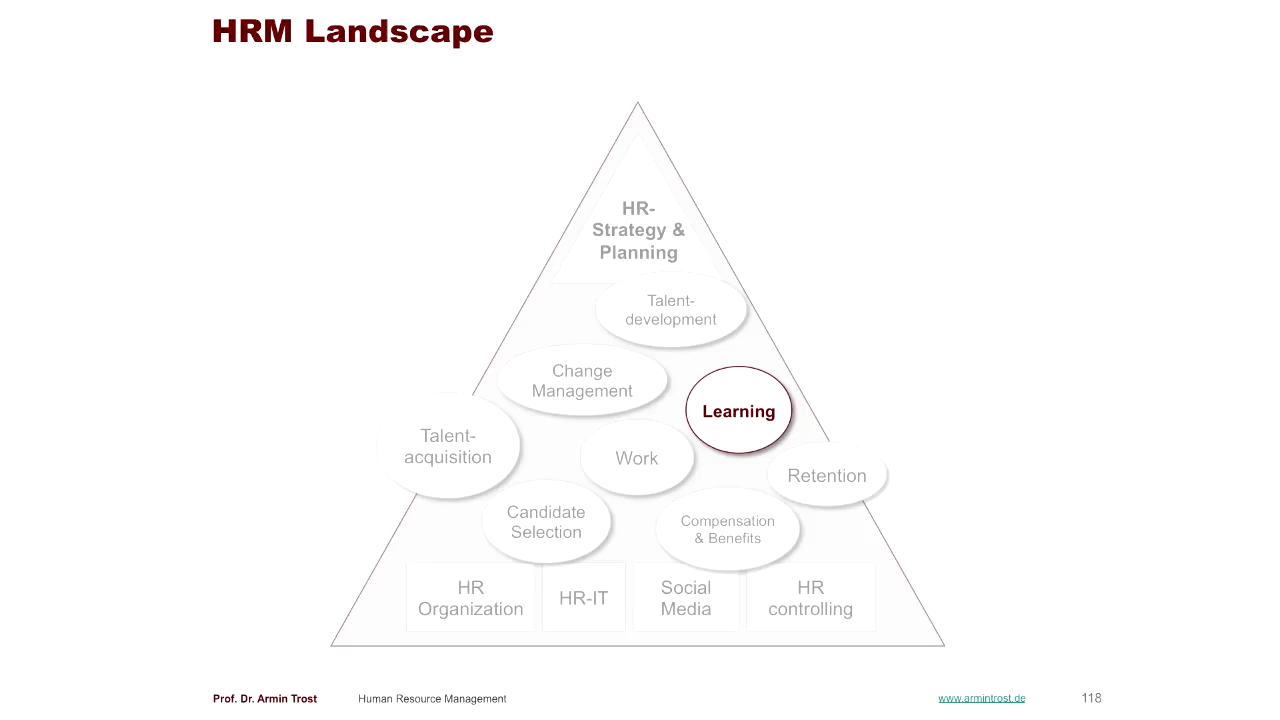 HRM Landscape
HR-
Strategy &
Planning
Talent-
development
Change
Management
Learning
Talent-
acquisition
Work
Retention
Candidate
Selection
Compensation
& Benefits
HR
Organization
HR-IT
Social
Media
HR
controlling
Prof. Dr. Armin Trost
Human Resource Management
www.armintrost.de
118